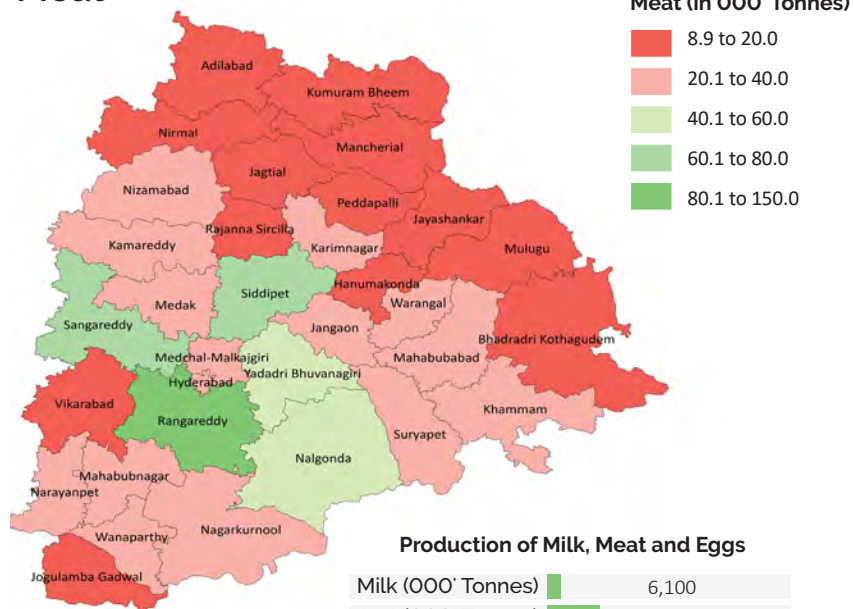 Meat (in 000' Tonnes)
8.9 to 20.0
20.1 to 40.0
40.1 to 60.0
60.1 to 80.0
80.1 to 150.0
Adilabad
Kumuram Bheem
Nirmal
Mancherial
Jagtial
Nizamabad
Peddapalli
Jayashankar
Rajanna Sircilla
Kamareddy
Karimnagar
Mulugu
Hanumakonda
Siddipet
Warangal
Medak
Sangareddy
Jangaon
Bhadradri Kothagudem
Medchal-Malkajgiri
Mahabubabad
Yadadri Bhuvanagiri
Hyderabad
Vikarabad
Khammam
Rangareddy
Suryapet
Nalgonda
Mahabubnagar
Narayanpet
Nagarkurnool
Wanaparthy
Jogulamba Gadwal
Production of Milk, Meat and Eggs
Milk (000' Tonnes) 6,100